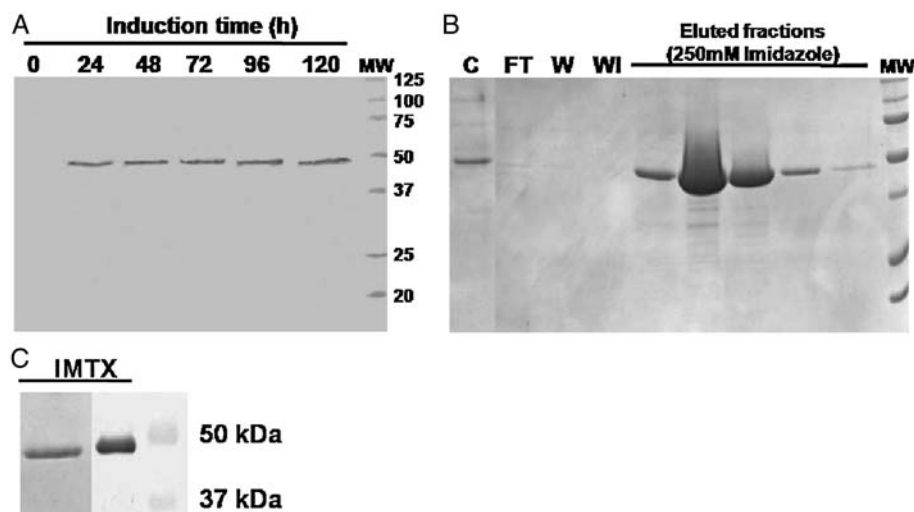 A
Induction time (h)
0 24 48 72 96 120 MW
125
100
75
50
37
25
20
B
Eluted fractions
(250mM Imidazole)
C FT W WI MW
C
IMTX
50 kDa
37 kDa